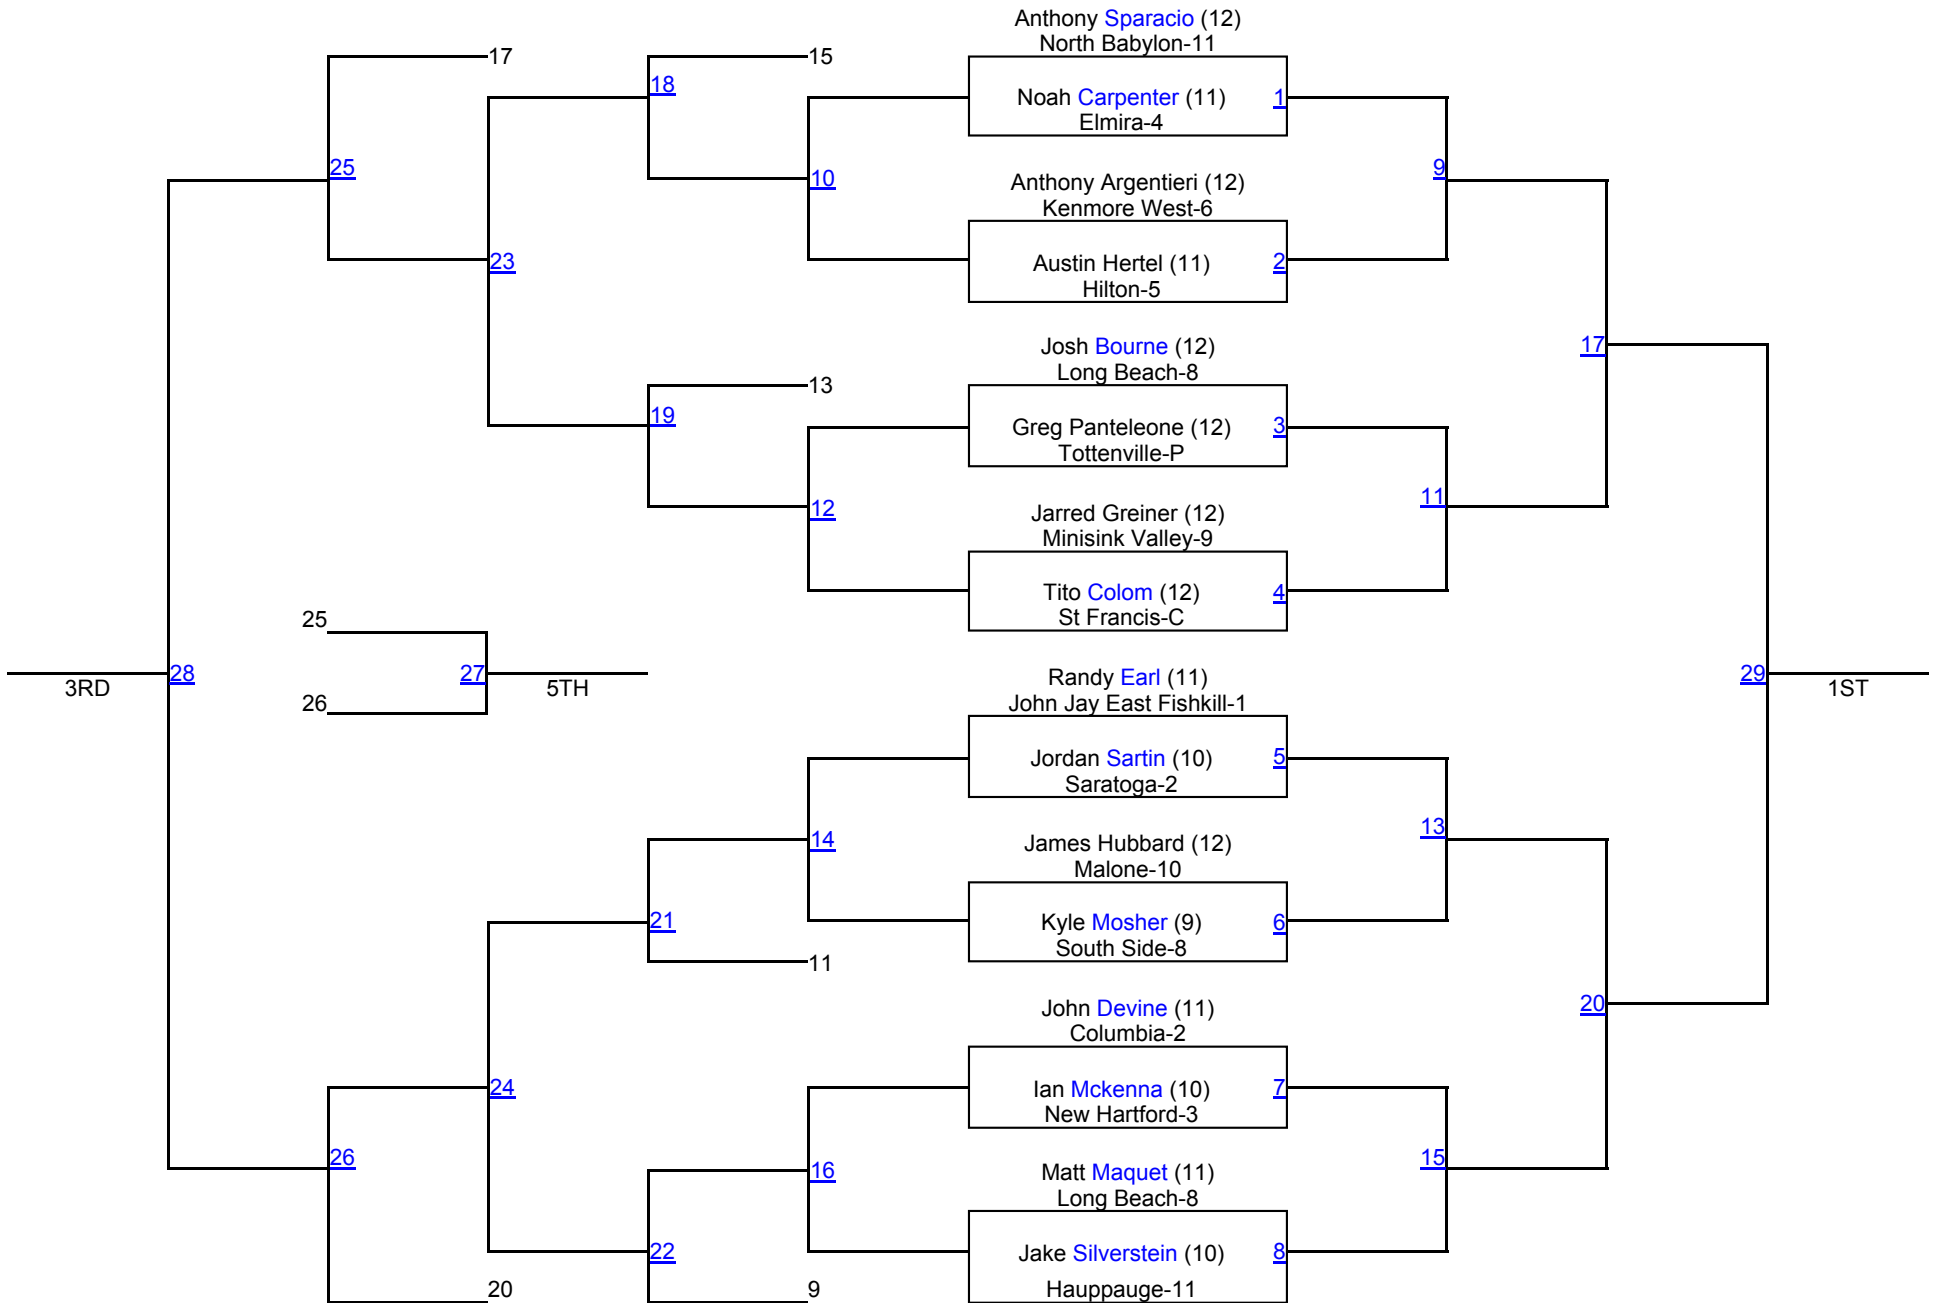 Anthony Sparacio (12)
North Babylon-11
17
15
18
Noah Carpenter (11)
1
Elmira-4
25
10
9
Anthony Argentieri (12)
Kenmore West-6
23
Austin Hertel (11)
2
Hilton-5
Josh Bourne (12)
17
Long Beach-8
13
19
Greg Panteleone (12)
3
Tottenville-P
12
11
Jarred Greiner (12)
Minisink Valley-9
Tito Colom (12)
4
St Francis-C
25
28
27
29
3RD
5TH
1ST
26
Randy Earl (11)
John Jay East Fishkill-1
Jordan Sartin (10)
5
Saratoga-2
14
13
James Hubbard (12)
Malone-10
21
Kyle Mosher (9)
6
South Side-8
11
John Devine (11)
20
Columbia-2
24
Ian Mckenna (10)
7
New Hartford-3
26
16
15
Matt Maquet (11)
Long Beach-8
22
Jake Silverstein (10)
8
20
9
Hauppauge-11